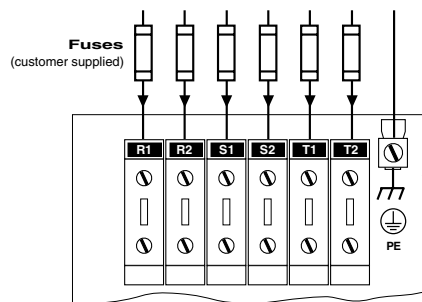 Fuses
(customer supplied)
R1 R2 S1 S2 T1 T2
PE